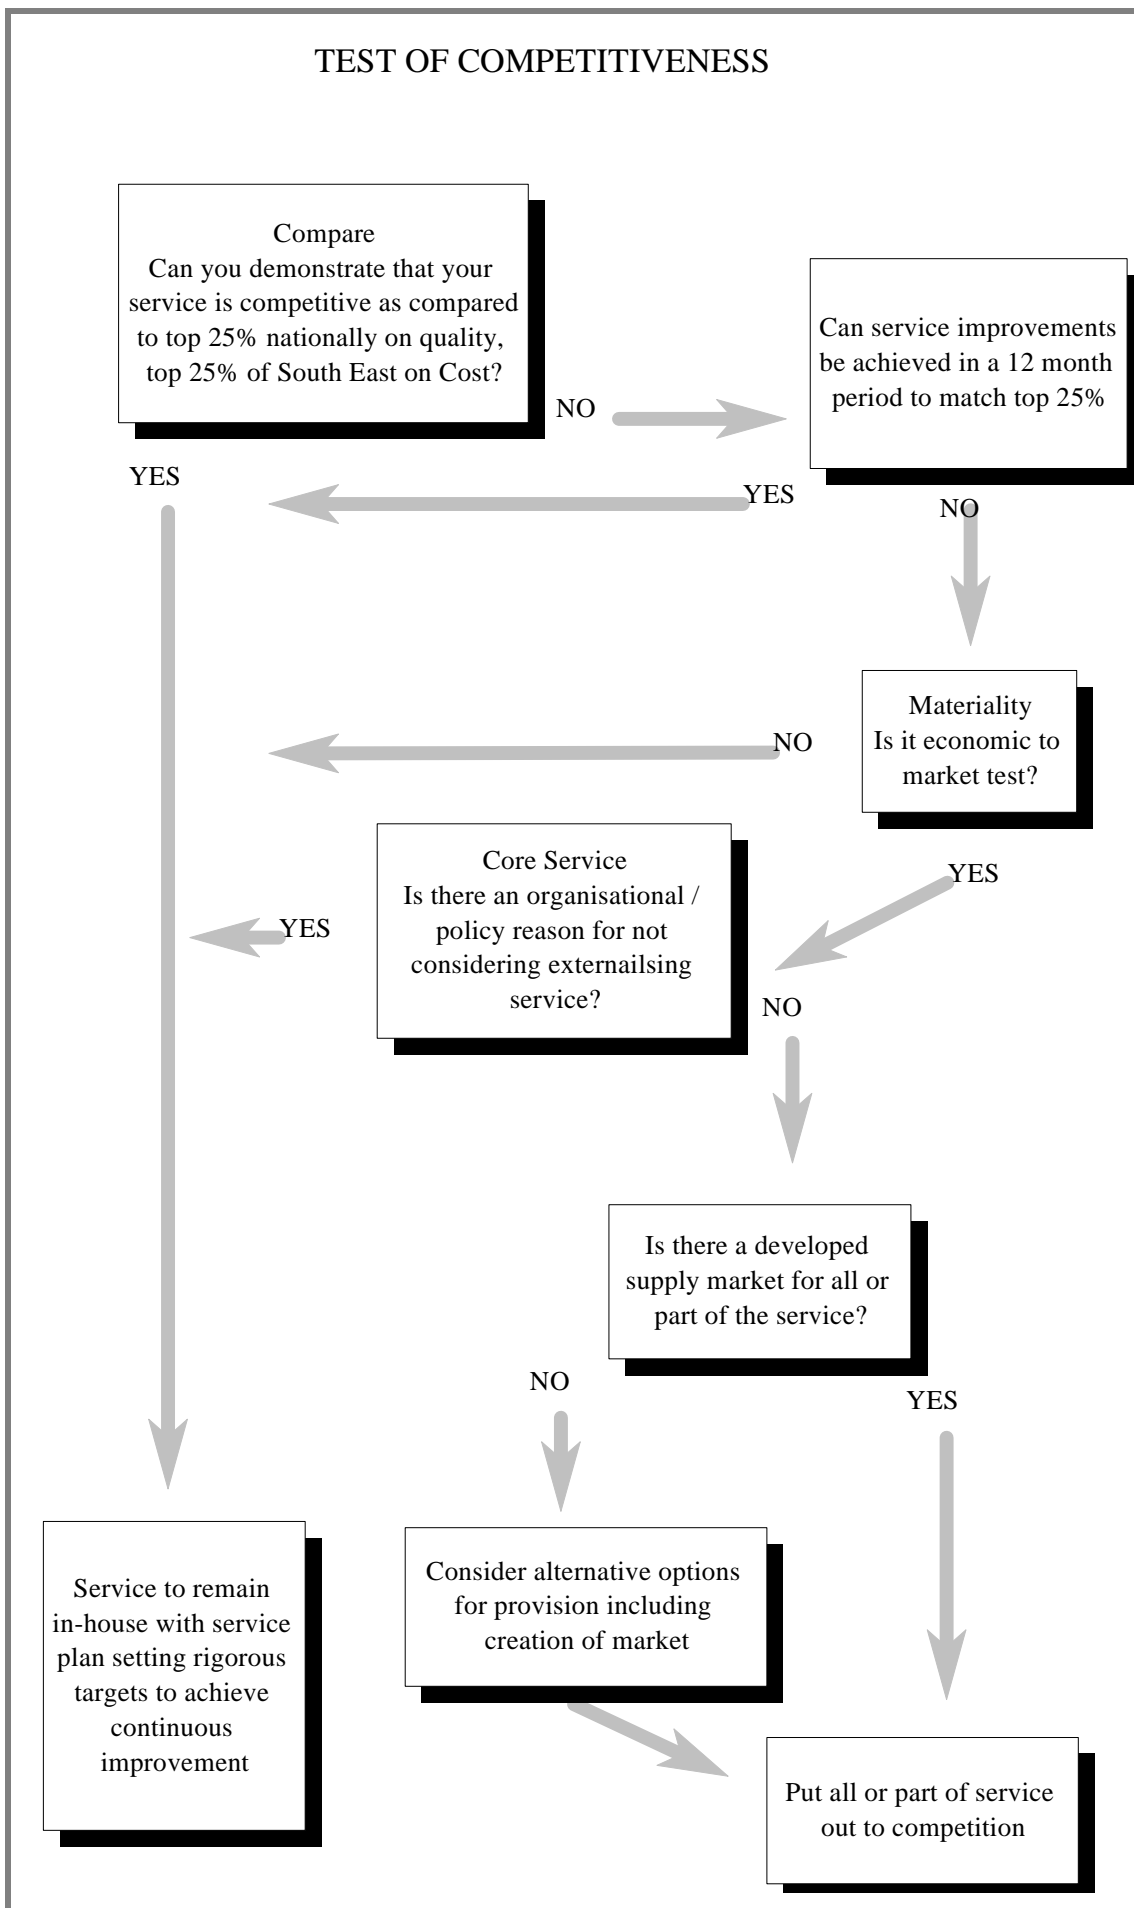 TEST OF COMPETITIVENESS
Compare
Can you demonstrate that your
service is competitive as compared
to top 25% nationally on quality,
top 25% of South East on Cost?
NO
Can service improvements
be achieved in a 12 month
period to match top 25%
YES
YES
NO
Materiality
Is it economic to
market test?
NO
YES
Core Service
Is there an organisational /
policy reason for not
considering externailsing
service?
YES
NO
Is there a developed
supply market for all or
part of the service?
NO
YES
Service to remain
in-house with service
plan setting rigorous
targets to achieve
continuous
improvement
Consider alternative options
for provision including
creation of market
Put all or part of service
out to competition